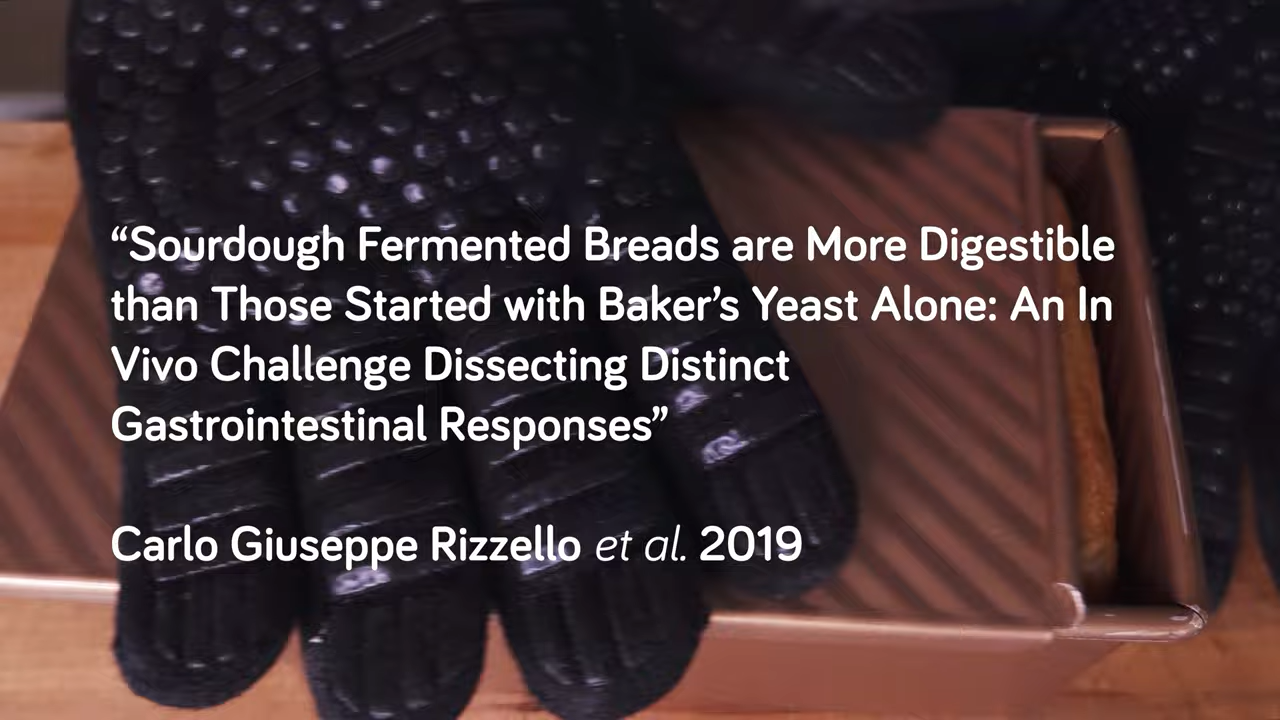 “Sourdough Fermented Breads are More Digestible
than Those Started with Baker’s Yeast Alone: An In
Vivo Challenge Dissecting Distinct
Gastrointestinal Responses”
Carlo Giuseppe Rizzello et al. 2019